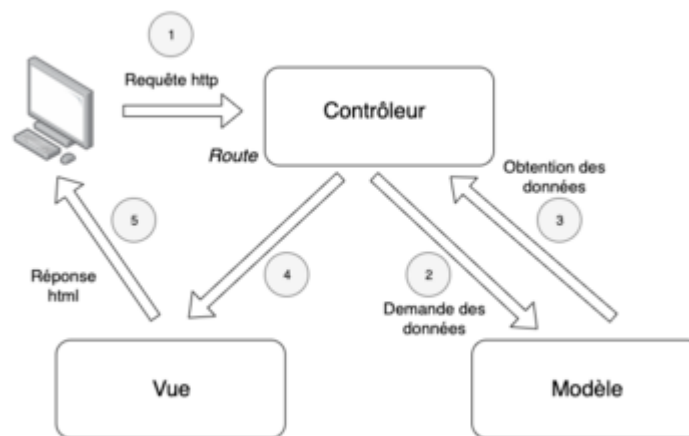 1
Requête http
Contrôleur
Route
Obtention des
données
3
5
4
2
Réponse
html
Demande des
données
Vue
Modèle